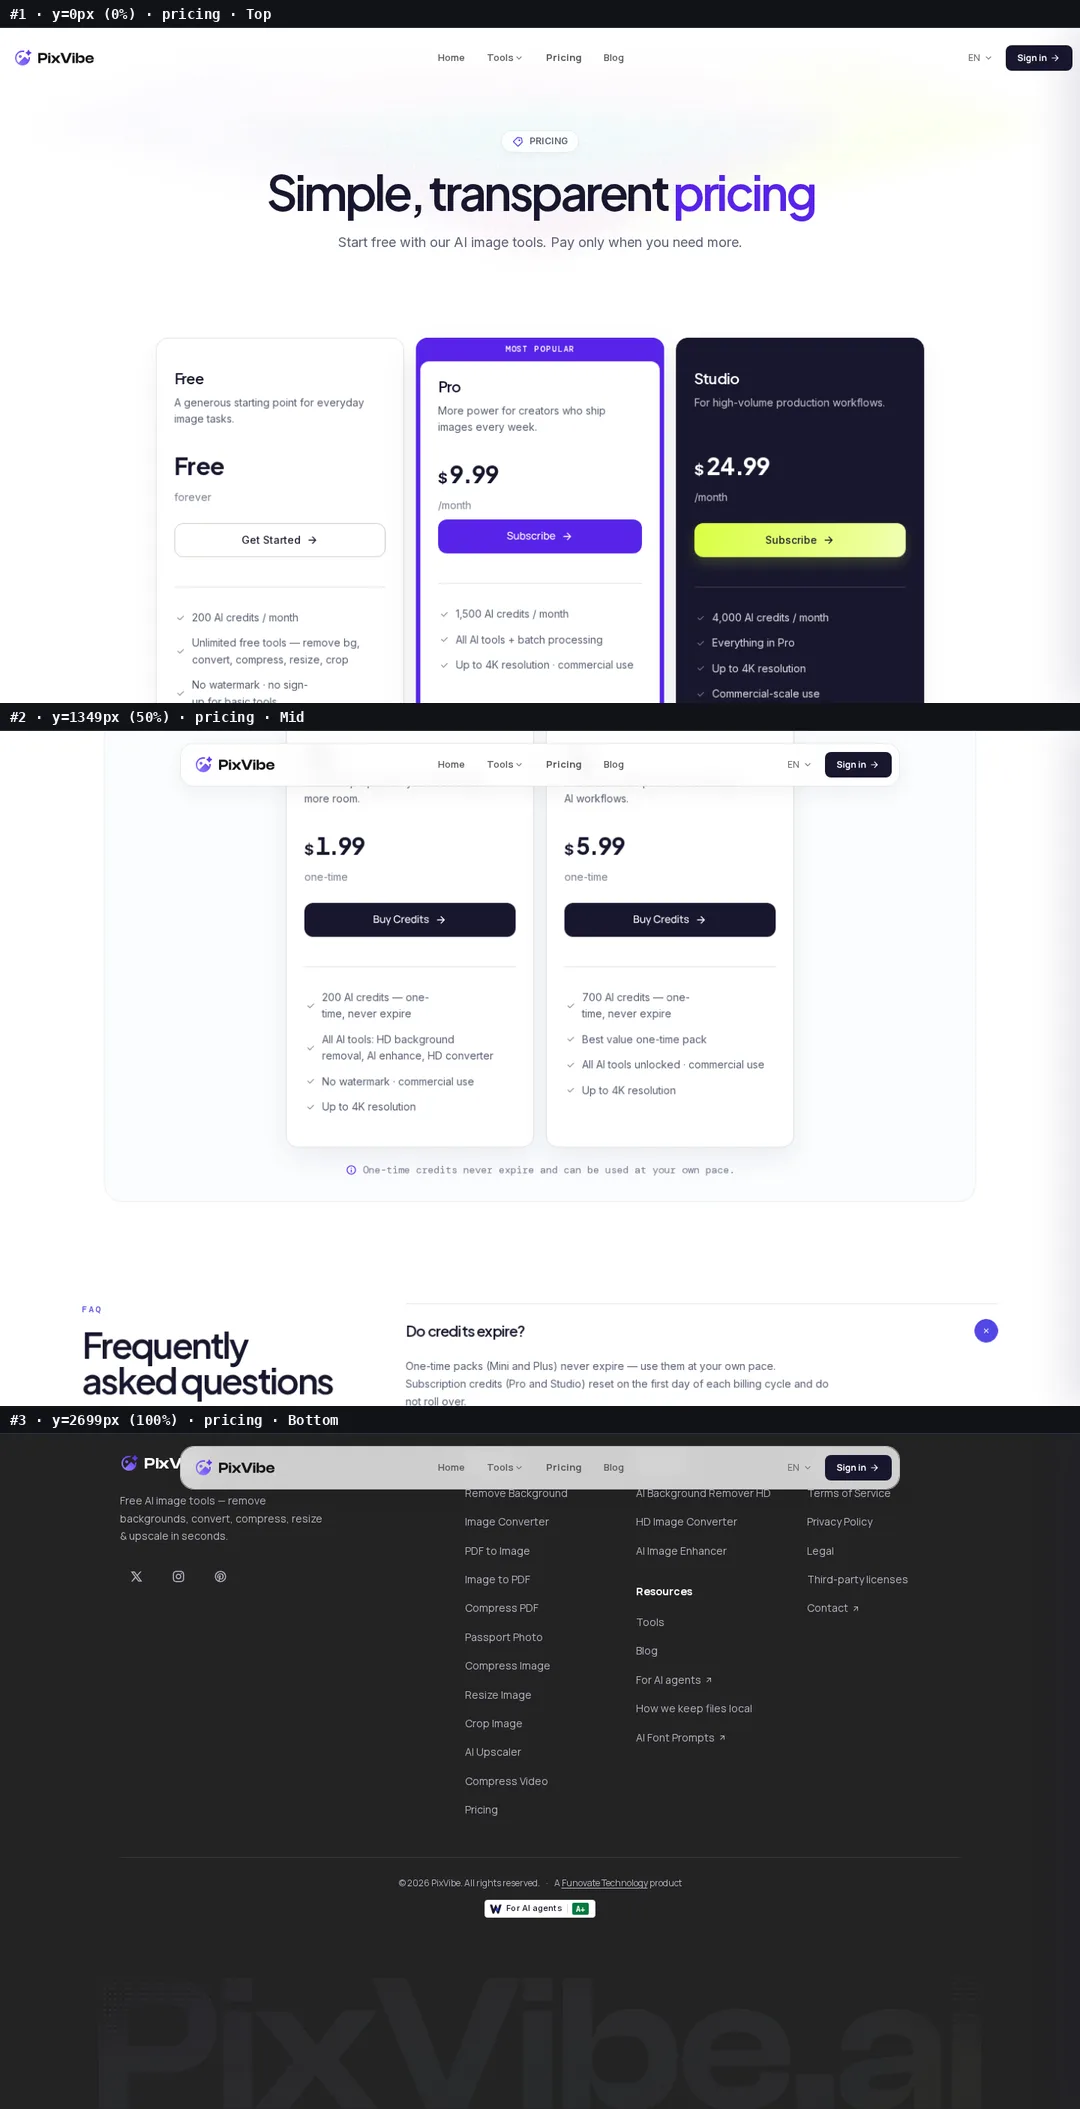 #1 · y=0px (0%) · pricing · Top
PixVibe
Home Tools Pricing Blog
EN Sign in →
PRICING
Simple, transparent pricing
Start free with our AI image tools. Pay only when you need more.
Free
A generous starting point for everyday
image tasks.
Free
forever
Get Started →
200 AI credits / month
Unlimited free tools — remove bg,
convert, compress, resize, crop
No watermark · no sign-
up for basic tools
MOST POPULAR
Pro
More power for creators who ship
images every week.
$9.99
/month
Subscribe →
1,500 AI credits / month
All AI tools + batch processing
Up to 4K resolution · commercial use
Studio
For high-volume production workflows.
$24.99
/month
Subscribe →
4,000 AI credits / month
Everything in Pro
Up to 4K resolution
Commercial-scale use
#2 · y=1349px (50%) · pricing · Mid
PixVibe
Home Tools Pricing Blog
EN Sign in →
more room.
$1.99
one-time
Buy Credits →
200 AI credits — one-
time, never expire
All AI tools: HD background
removal, AI enhance, HD converter
No watermark · commercial use
Up to 4K resolution
AI workflows.
$5.99
one-time
Buy Credits →
700 AI credits — one-
time, never expire
Best value one-time pack
All AI tools unlocked · commercial use
Up to 4K resolution
One-time credits never expire and can be used at your own pace.
FAQ
Frequently
asked questions
Do credits expire?
One-time packs (Mini and Plus) never expire — use them at your own pace.
Subscription credits (Pro and Studio) reset on the first day of each billing cycle and do
not roll over.
#3 · y=2699px (100%) · pricing · Bottom
PixV
PixVibe
Home Tools Pricing Blog
EN Sign in →
Free AI image tools — remove
backgrounds, convert, compress, resize
& upscale in seconds.
Remove Background
Image Converter
PDF to Image
Image to PDF
Compress PDF
Passport Photo
Compress Image
Resize Image
Crop Image
AI Upscaler
Compress Video
Pricing
AI Background Remover HD
HD Image Converter
AI Image Enhancer
Resources
Tools
Blog
For AI agents ↗
How we keep files local
AI Font Prompts ↗
Terms of Service
Privacy Policy
Legal
Third-party licenses
Contact ↗
© 2026 PixVibe. All rights reserved. · A Funovate Technology product
W For AI agents A+
PixVibe.ai